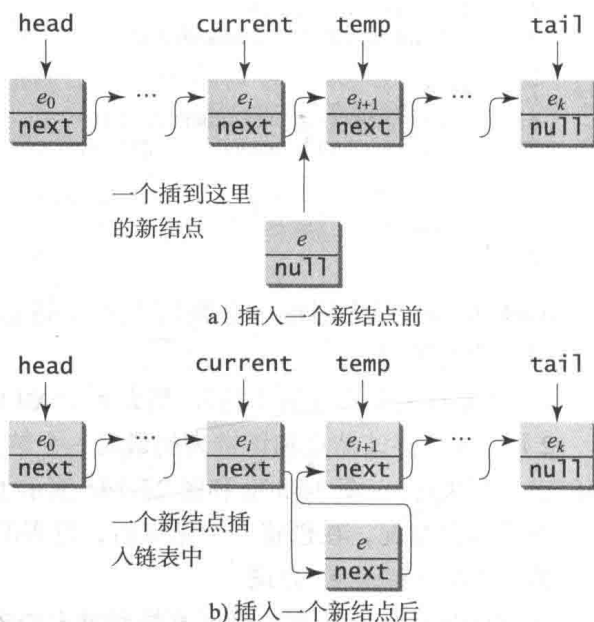 head current temp tail
e0 ... ei ei+1 ... ek
next next next null
一个插到这里
的新结点
e
null
a) 插入一个新结点前
head current temp tail
e0 ... ei ei+1 ... ek
next next next null
一个新结点插
入链表中
e
next
b) 插入一个新结点后